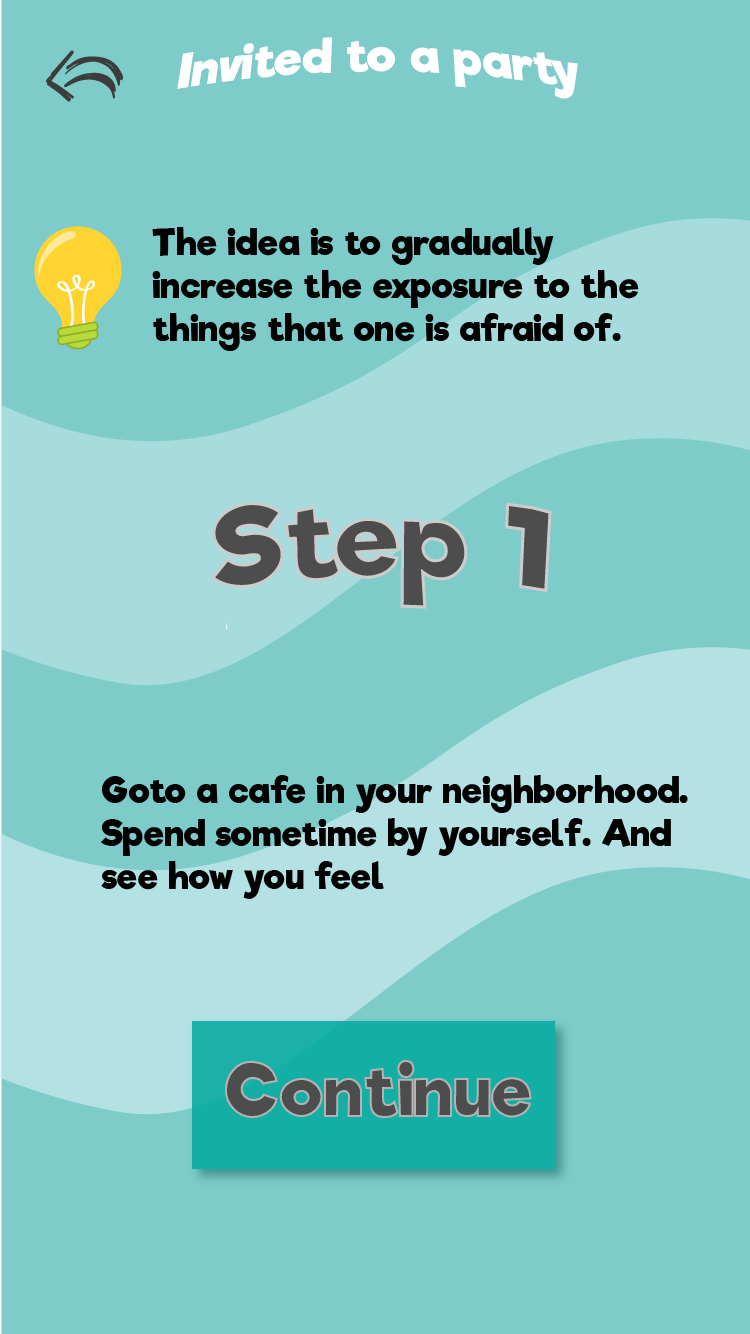 Invited to a party
The idea is to gradually
increase the exposure to the
things that one is afraid of.
Step 1
Goto a cafe in your neighborhood.
Spend sometime by yourself. And
see how you feel
Continue